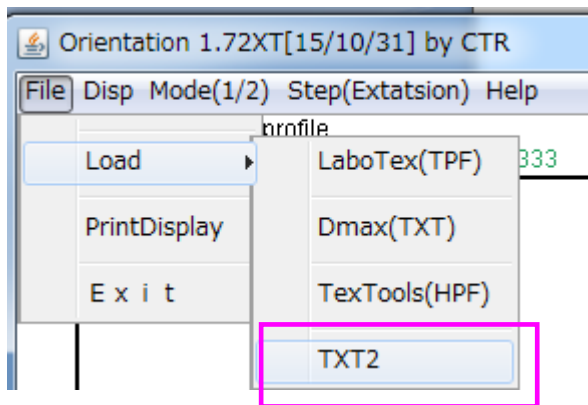 Orientation 1.72XT[15/10/31] by CTR
File Disp Mode(1/2) Step(Extatsion) Help
profile
Load LaboTex(TPF) 333
PrintDisplay Dmax(TXT)
E x i t TexTools(HPF)
TXT2